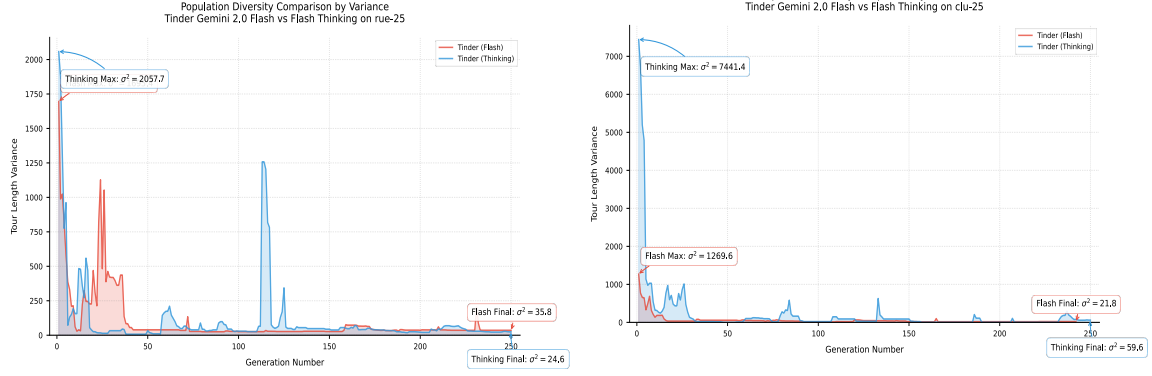 Population Diversity Comparison by Variance
Tinder Gemini 2.0 Flash vs Flash Thinking on rue-25
Tinder (Flash)
Tinder (Thinking)
Thinking Max: σ² = 2057.7
Flash Final: σ² = 35.8
Thinking Final: σ² = 24.6
Tour Length Variance
2000
1750
1500
1250
1000
750
500
250
0
0
50
100
150
200
250
Generation Number
Tinder Gemini 2.0 Flash vs Flash Thinking on clu-25
Tinder (Flash)
Tinder (Thinking)
Thinking Max: σ² = 7441.4
Flash Max: σ² = 1269.6
Flash Final: σ² = 21.8
Thinking Final: σ² = 59.6
Tour Length Variance
7000
6000
5000
4000
3000
2000
1000
0
0
50
100
150
200
250
Generation Number